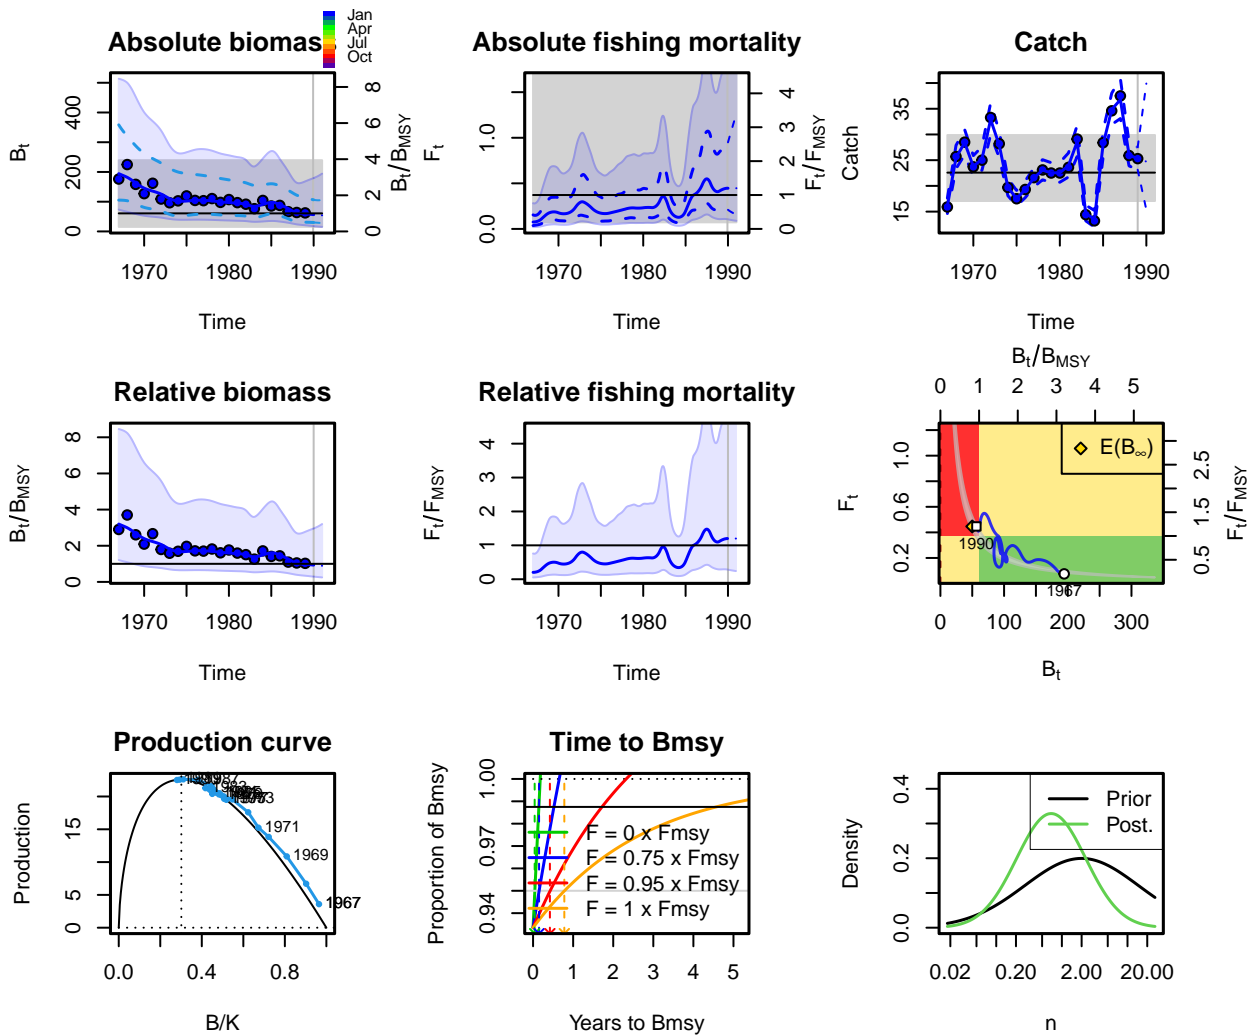 Jan
Apr
Jul
Oct
Absolute biomass
Bt
0 200 400
0 2 4 6 8
Bt/BMSY
1970 1980 1990
Time
Absolute fishing mortality
Ft
0.0 1.0
0 1 2 3 4
Ft/FMSY
1970 1980 1990
Time
Catch
Catch
15 25 35
1970 1980 1990
Time
Relative biomass
Bt/BMSY
0 2 4 6 8
1970 1980 1990
Time
Relative fishing mortality
Ft/FMSY
0 1 2 3 4
1970 1980 1990
Time
Bt/BMSY
0 1 2 3 4 5
E(B∞)
Ft
0.2 0.6 1.0
0.5 1.5 2.5
Ft/FMSY
1990
1967
0 100 200 300
Bt
Production curve
Production
0 5 15
1971
1969
1967
0.0 0.4 0.8
B/K
Time to Bmsy
Proportion of Bmsy
0.94 0.97 1.00
F = 0 x Fmsy
F = 0.75 x Fmsy
F = 0.95 x Fmsy
F = 1 x Fmsy
0 1 2 3 4 5
Years to Bmsy
Density
0.0 0.2 0.4
Prior
Post.
0.02 0.20 2.00 20.00
n